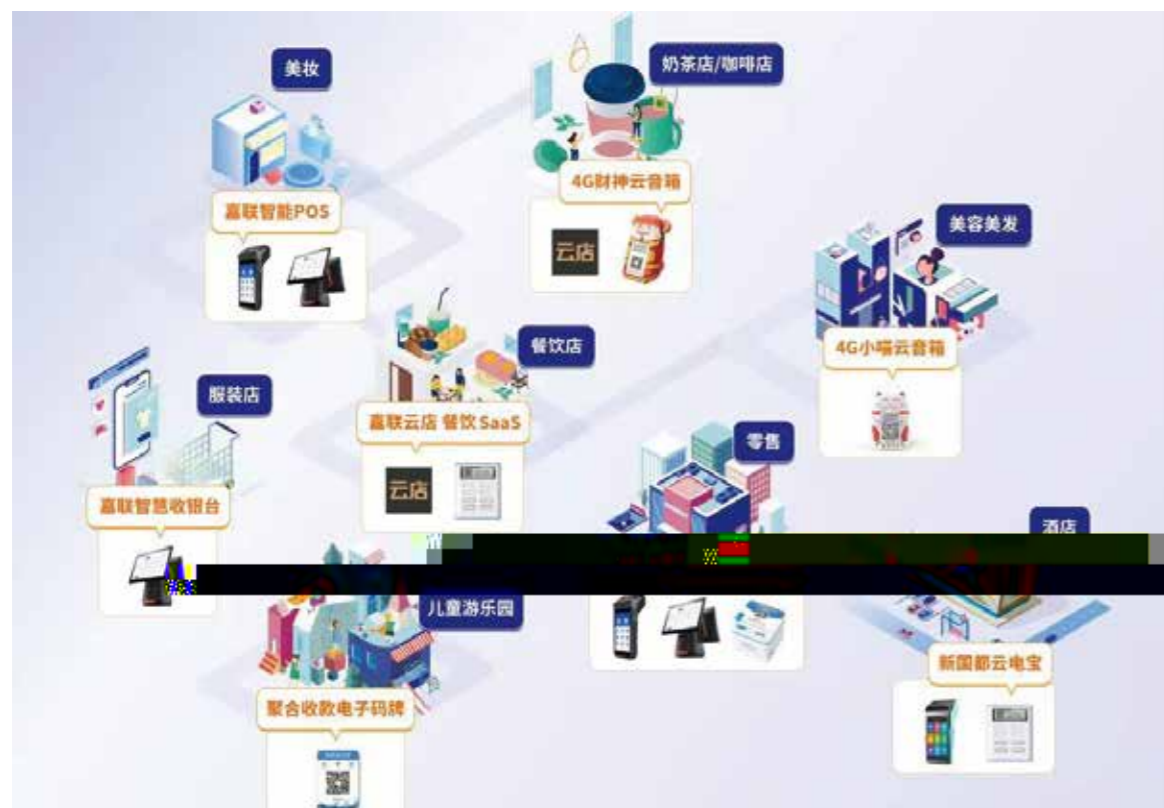 美妆
奶茶店/咖啡店
嘉联智能POS
4G财神云音箱
云店
美容美发
4G小喵云音箱
餐饮店
服装店
嘉联云店 餐饮 SaaS
云店
零售
嘉联智慧收银台
酒店
儿童游乐园
新国都云电宝
聚合收款电子码牌